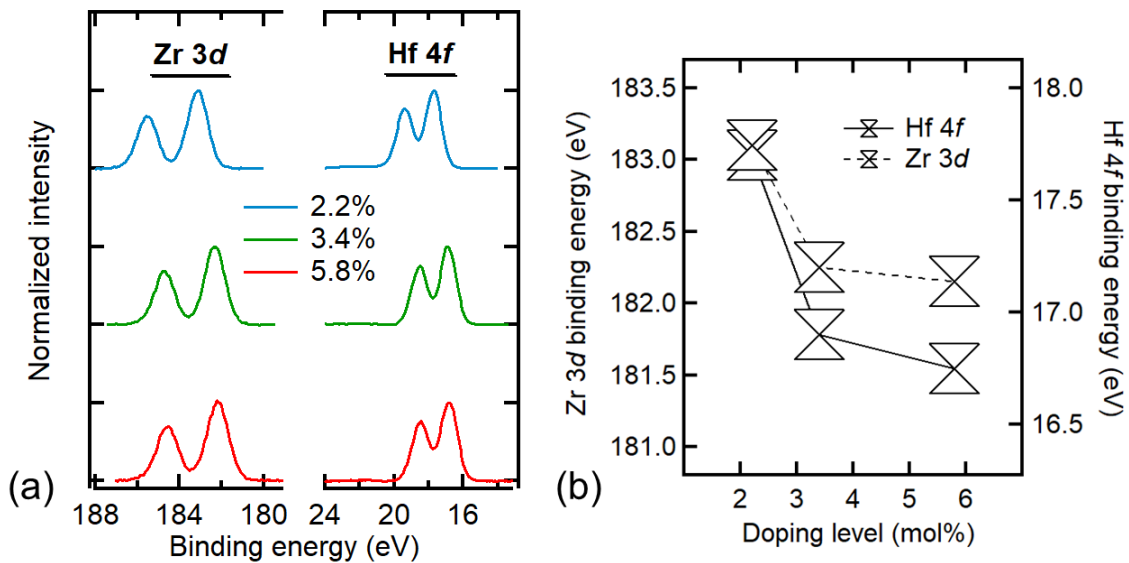 Zr 3d
Hf 4f
Normalized intensity
2.2%
3.4%
5.8%
188 184 180 24 20 16
Binding energy (eV)
(a)
183.5
183.0
182.5
182.0
181.5
181.0
Zr 3d binding energy (eV)
Hf 4f
Zr 3d
18.0
17.5
17.0
16.5
Hf 4f binding energy
(eV)
2 3 4 5 6
Doping level (mol%)
(b)